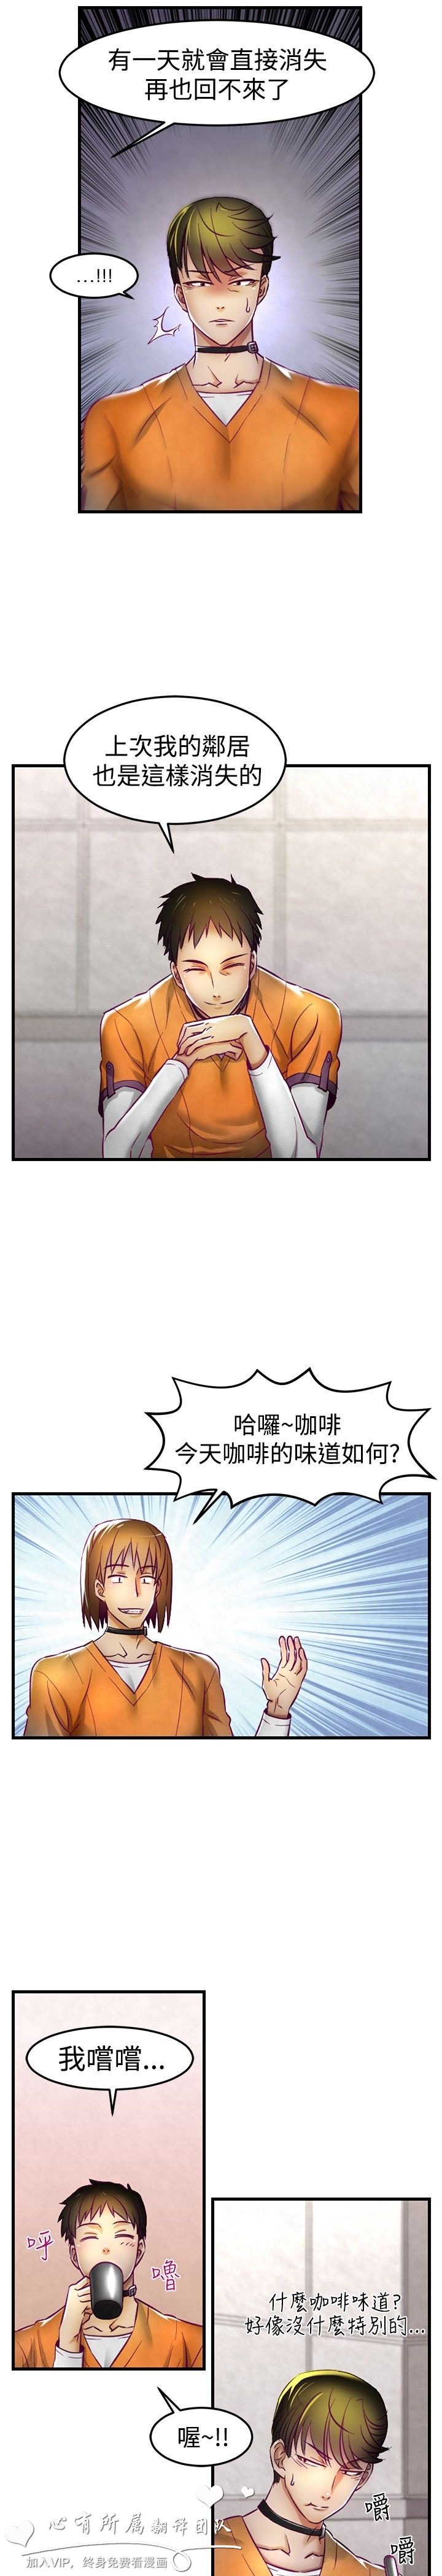 有一天就會直接消失
再也回不來了
...!!!
上次我的鄰居
也是這樣消失的
哈囉~咖啡
今天咖啡的味道如何?
我嚐嚐...
呼
嚕
什麼咖啡味道?
好像沒什麼特別的...
喔~!!
嚼
嚼
心有所属翻译团队
加入VIP，终身免费看漫画